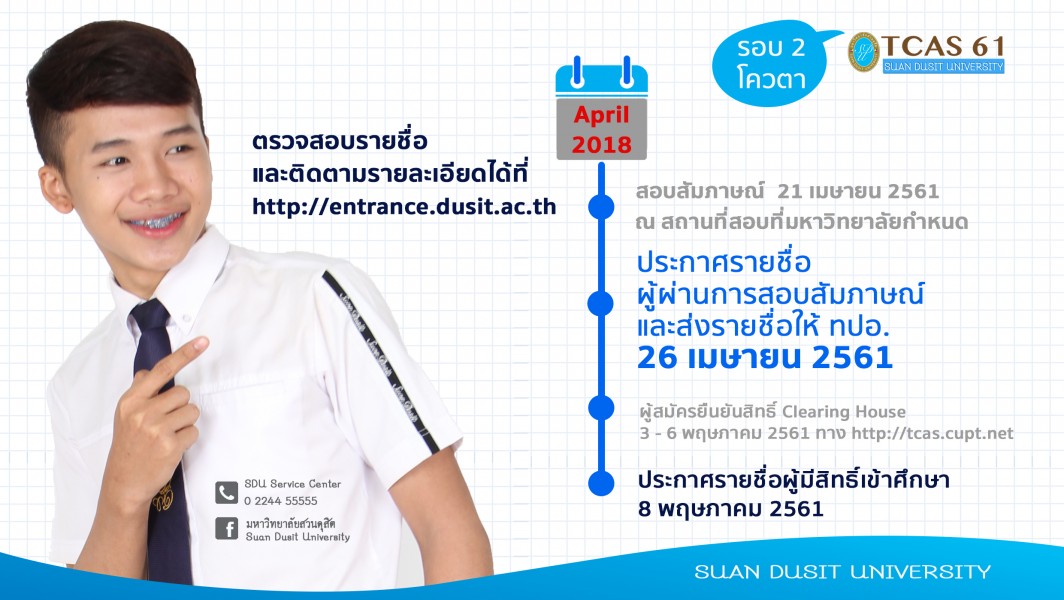 รอบ 2
โควตา
TCAS 61
SUAN DUSIT UNIVERSITY
April
2018
ตรวจสอบรายชื่อ
และติดตามรายละเอียดได้ที่
http://entrance.dusit.ac.th
สอบสัมภาษณ์ 21 เมษายน 2561
ณ สถานที่สอบที่มหาวิทยาลัยกำหนด
ประกาศรายชื่อ
ผู้ผ่านการสอบสัมภาษณ์
และส่งรายชื่อให้ ทปอ.
26 เมษายน 2561
ผู้สมัครยืนยันสิทธิ์ Clearing House
3 - 6 พฤษภาคม 2561 ทาง http://tcas.cupt.net
ประกาศรายชื่อผู้มีสิทธิ์เข้าศึกษา
8 พฤษภาคม 2561
SDU Service Center
0 2244 55555
มหาวิทยาลัยสวนดุสิต
Suan Dusit University
SUAN DUSIT UNIVERSITY